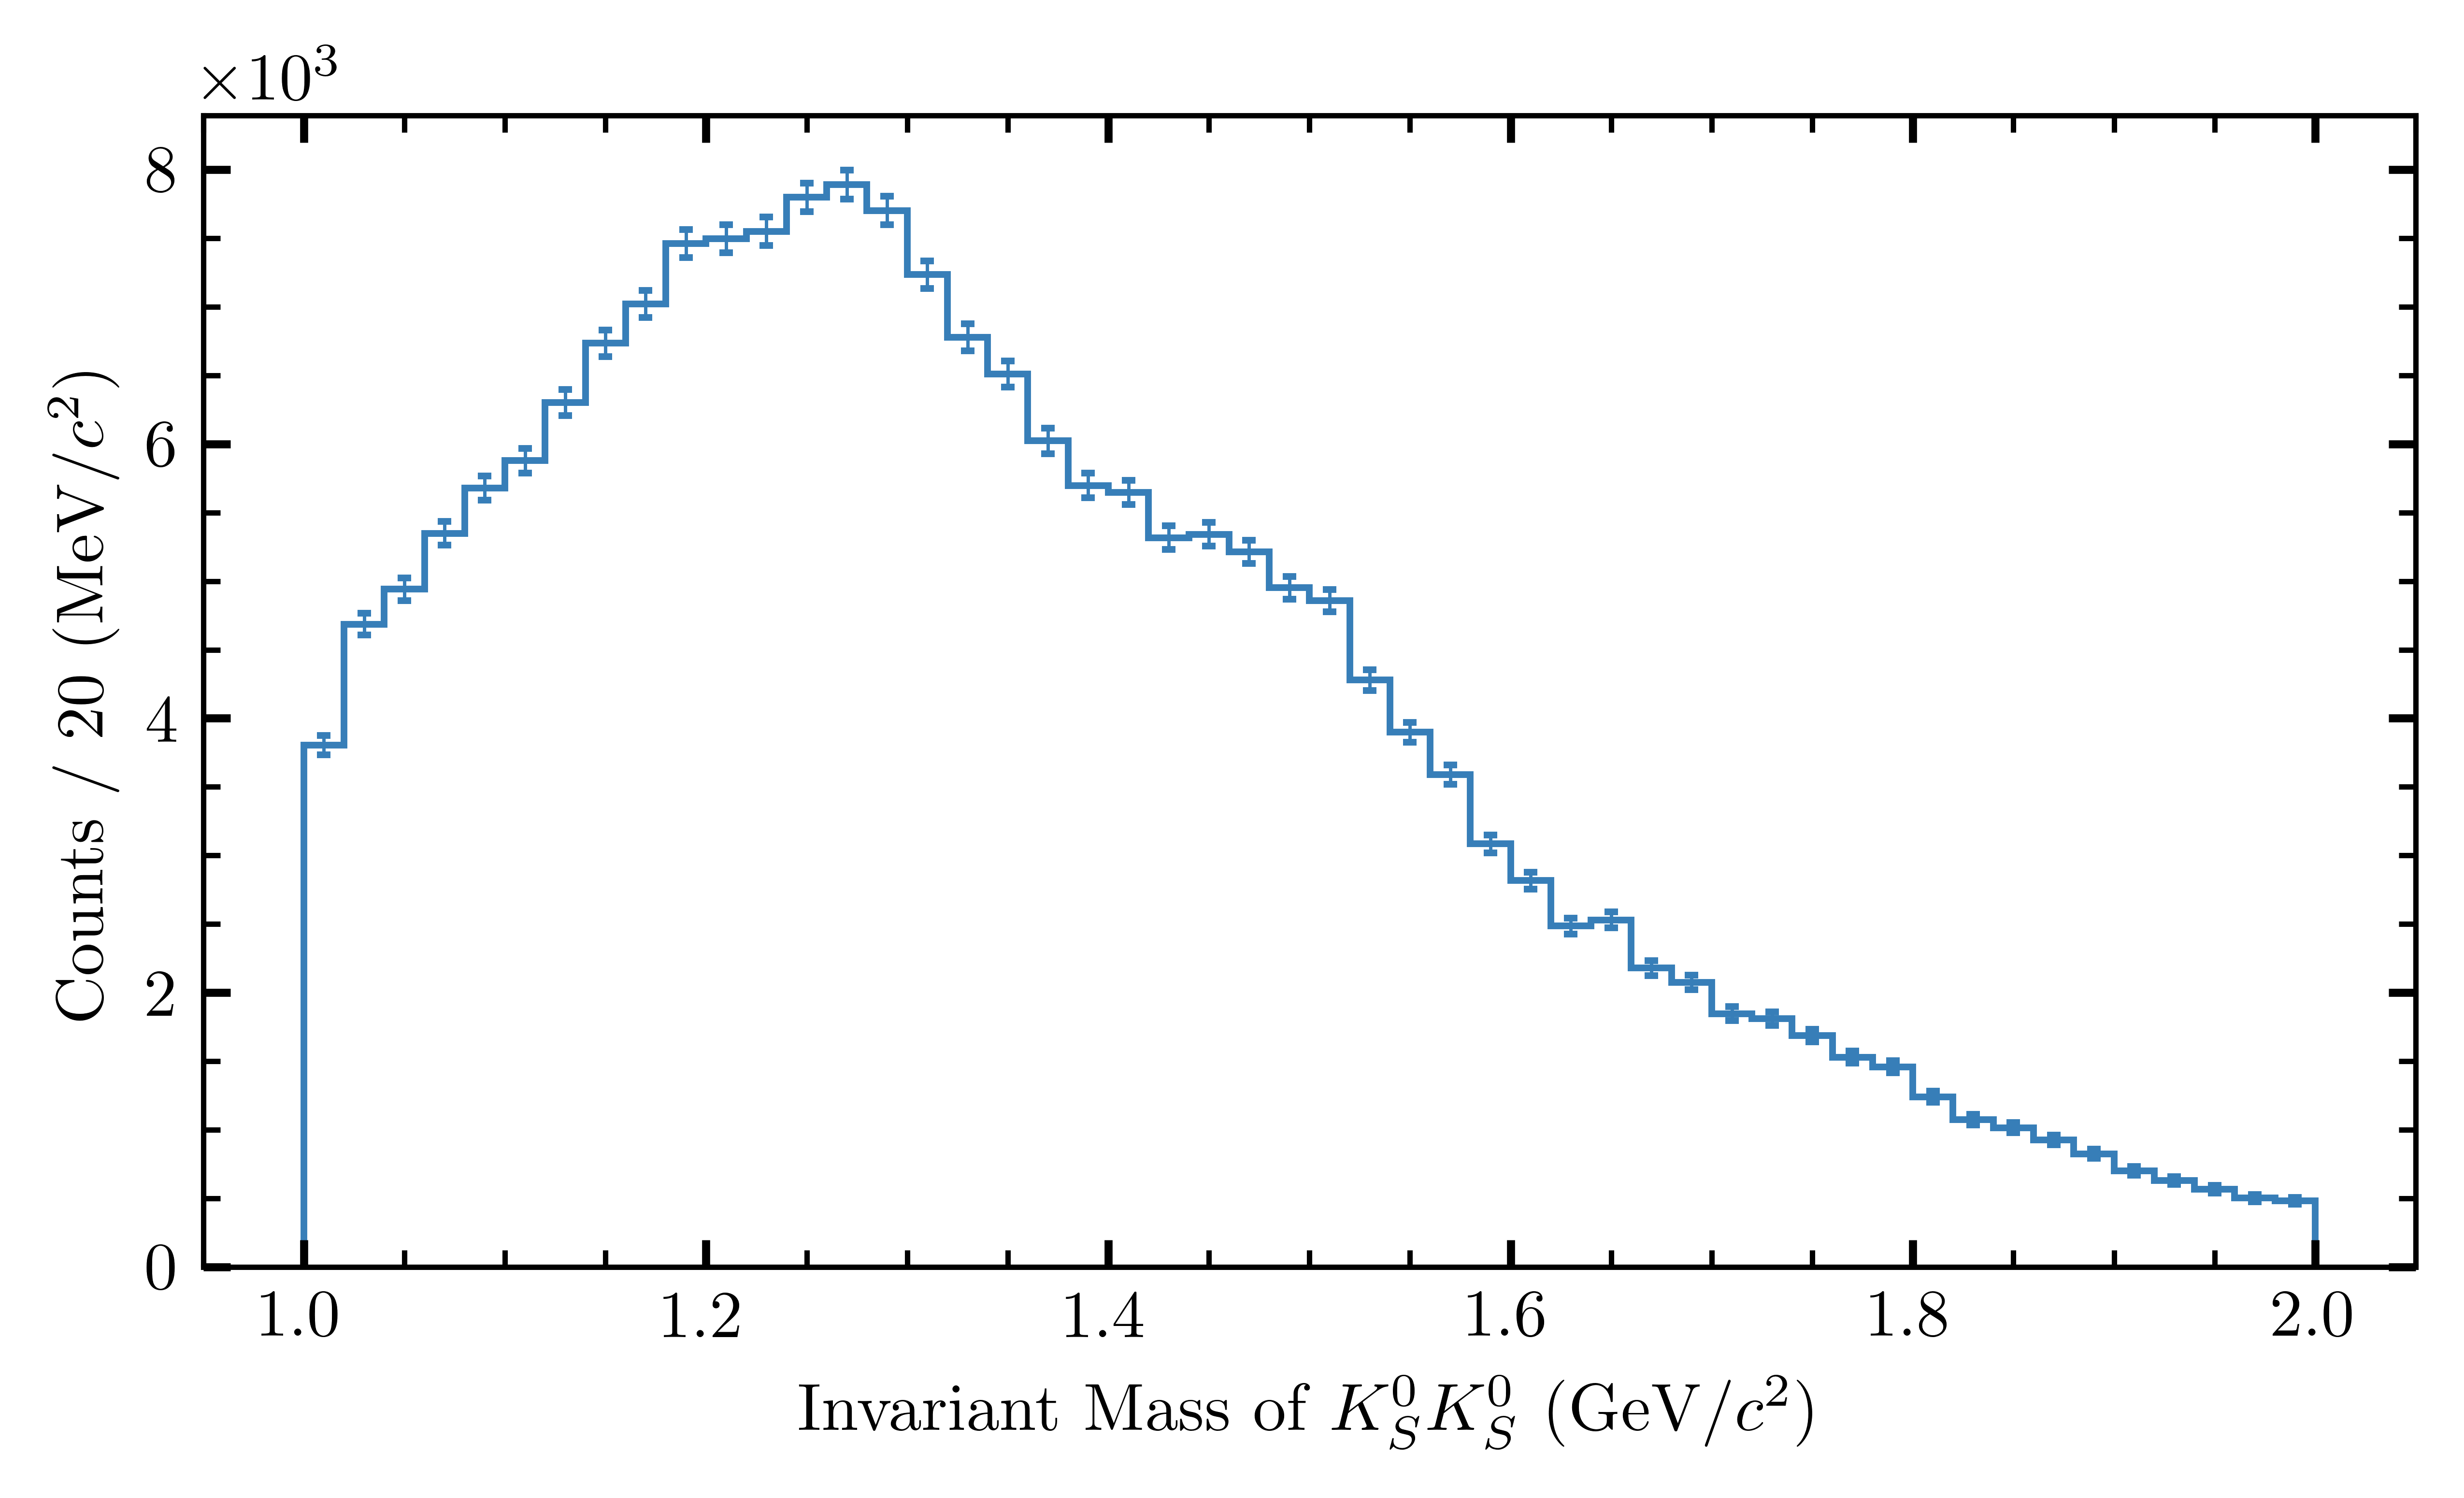 ×10³
8
6
4
2
0
Counts / 20 (MeV/c²)
1.0 1.2 1.4 1.6 1.8 2.0
Invariant Mass of K⁰_S K⁰_S (GeV/c²)